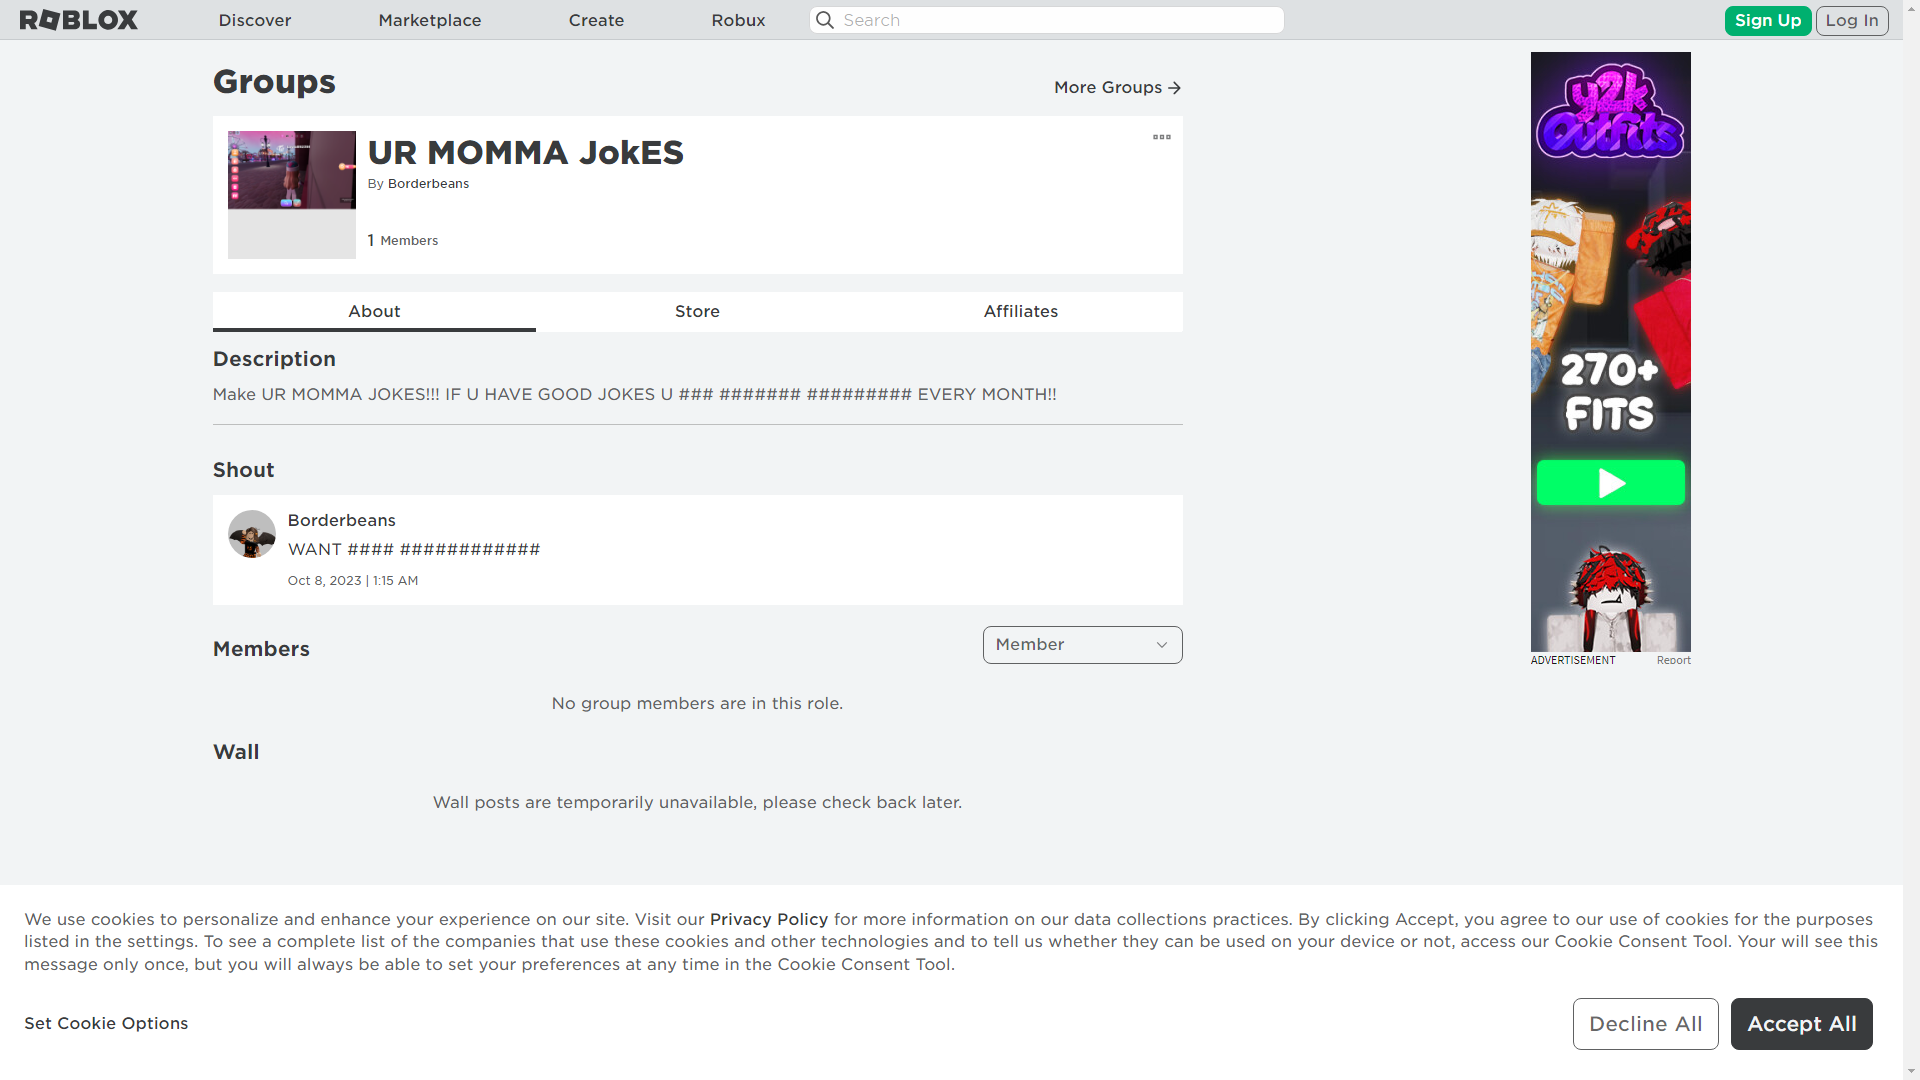 ROBLOX Discover Marketplace Create Robux Search Sign Up Log In
Groups
More Groups
UR MOMMA JokES
By Borderbeans
1 Members
About Store Affiliates
Description
Make UR MOMMA JOKES!!! IF U HAVE GOOD JOKES U ### ####### ######### EVERY MONTH!!
Shout
Borderbeans
WANT #### ############
Oct 8, 2023 | 1:15 AM
Members
Member
No group members are in this role.
Wall
Wall posts are temporarily unavailable, please check back later.
y2k
Outfits
270+
FITS
ADVERTISEMENT Report
We use cookies to personalize and enhance your experience on our site. Visit our Privacy Policy for more information on our data collections practices. By clicking Accept, you agree to our use of cookies for the purposes
listed in the settings. To see a complete list of the companies that use these cookies and other technologies and to tell us whether they can be used on your device or not, access our Cookie Consent Tool. Your will see this
message only once, but you will always be able to set your preferences at any time in the Cookie Consent Tool.
Set Cookie Options
Decline All
Accept All